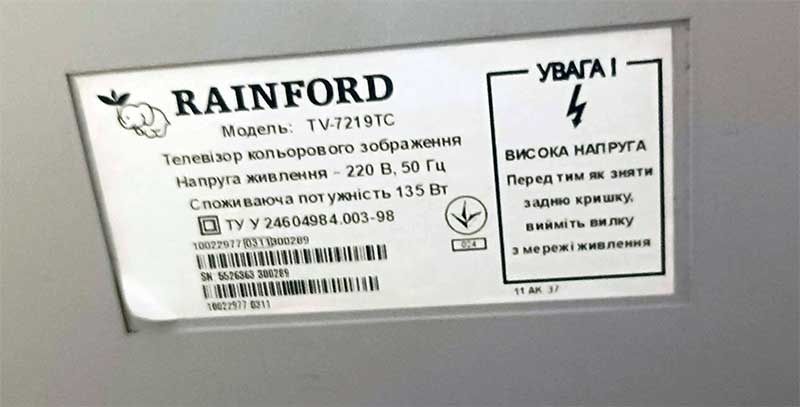 RAINFORD
Модель: TV-7219TC
Телевізор кольорового зображення
Напруга живлення ~ 220 В, 50 Гц
Споживаюча потужність 135 Вт
ТУ У 24604984.003-98
10022977 0311 300289
SN 5526363 300289
10022977 0311
УВАГА !
ВИСОКА НАПРУГА
Перед тим як зняти
задню кришку,
вийміть вилку
з мережі живлення
11 АК 37